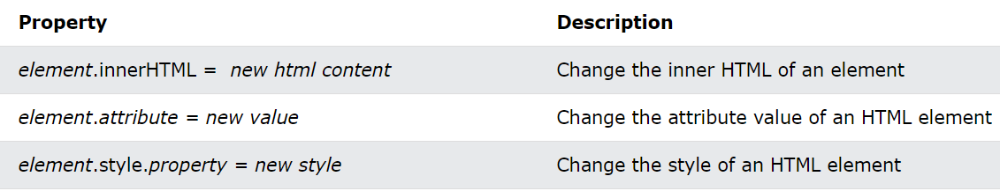 Property Description
element.innerHTML =  new html content Change the inner HTML of an element
element.attribute = new value Change the attribute value of an HTML element
element.style.property = new style Change the style of an HTML element